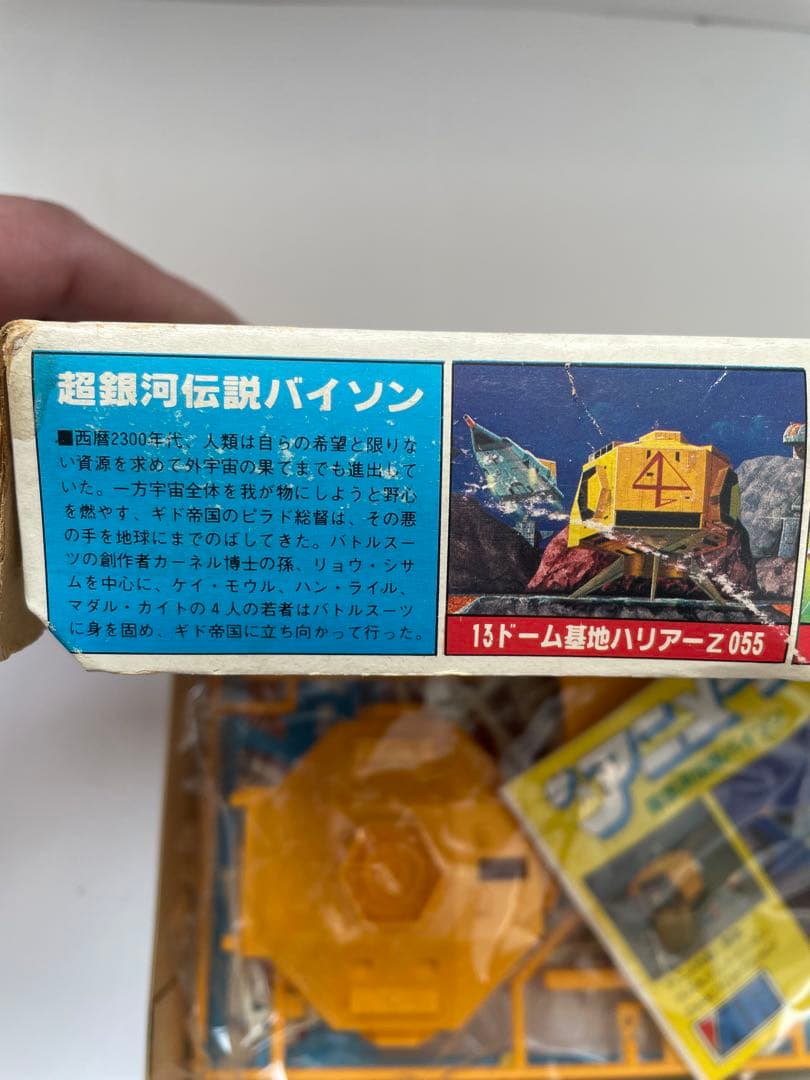 超銀河伝説バイソン
■西暦2300年代、人類は自らの希望と限りな
い資源を求めて外宇宙の果てまでも進出して
いた。一方宇宙全体を我が物にしようと野心
を燃やす、ギド帝国のピラド総督は、その悪
の手を地球にまでのばしてきた。バトルスー
ツの創作者カーネル博士の孫、リョウ・シサ
ムを中心に、ケイ・モウル、ハン・ライル、
マダル・カイトの4人の若者はバトルスーツ
に身を固め、ギド帝国に立ち向かって行った。
4
13ドーム基地ハリアーZ055
アニメ